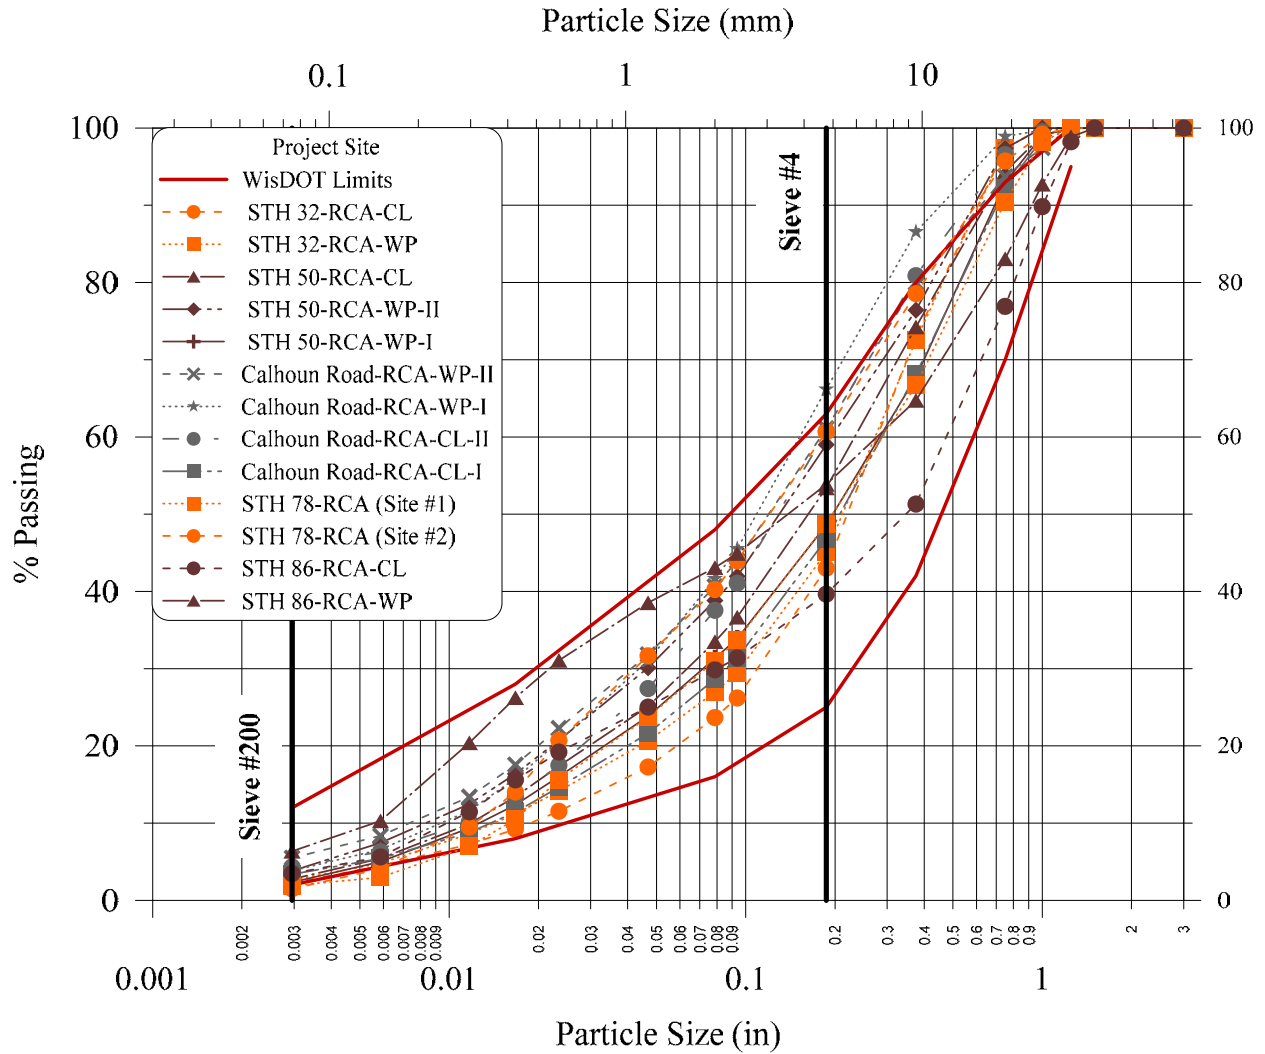 Particle Size (mm)
0.1 1 10
100 100
Project Site
WisDOT Limits
STH 32-RCA-CL
STH 32-RCA-WP
STH 50-RCA-CL
STH 50-RCA-WP-II
STH 50-RCA-WP-I
Calhoun Road-RCA-WP-II
Calhoun Road-RCA-WP-I
Calhoun Road-RCA-CL-II
Calhoun Road-RCA-CL-I
STH 78-RCA (Site #1)
STH 78-RCA (Site #2)
STH 86-RCA-CL
STH 86-RCA-WP
Sieve #4
80 80
60 60
% Passing
40 40
Sieve #200
20 20
0 0
0.002 0.003 0.004 0.005 0.006 0.007 0.008 0.009 0.02 0.03 0.04 0.05 0.06 0.07 0.08 0.09 0.2 0.3 0.4 0.5 0.6 0.7 0.8 0.9 2 3
0.001 0.01 0.1 1
Particle Size (in)